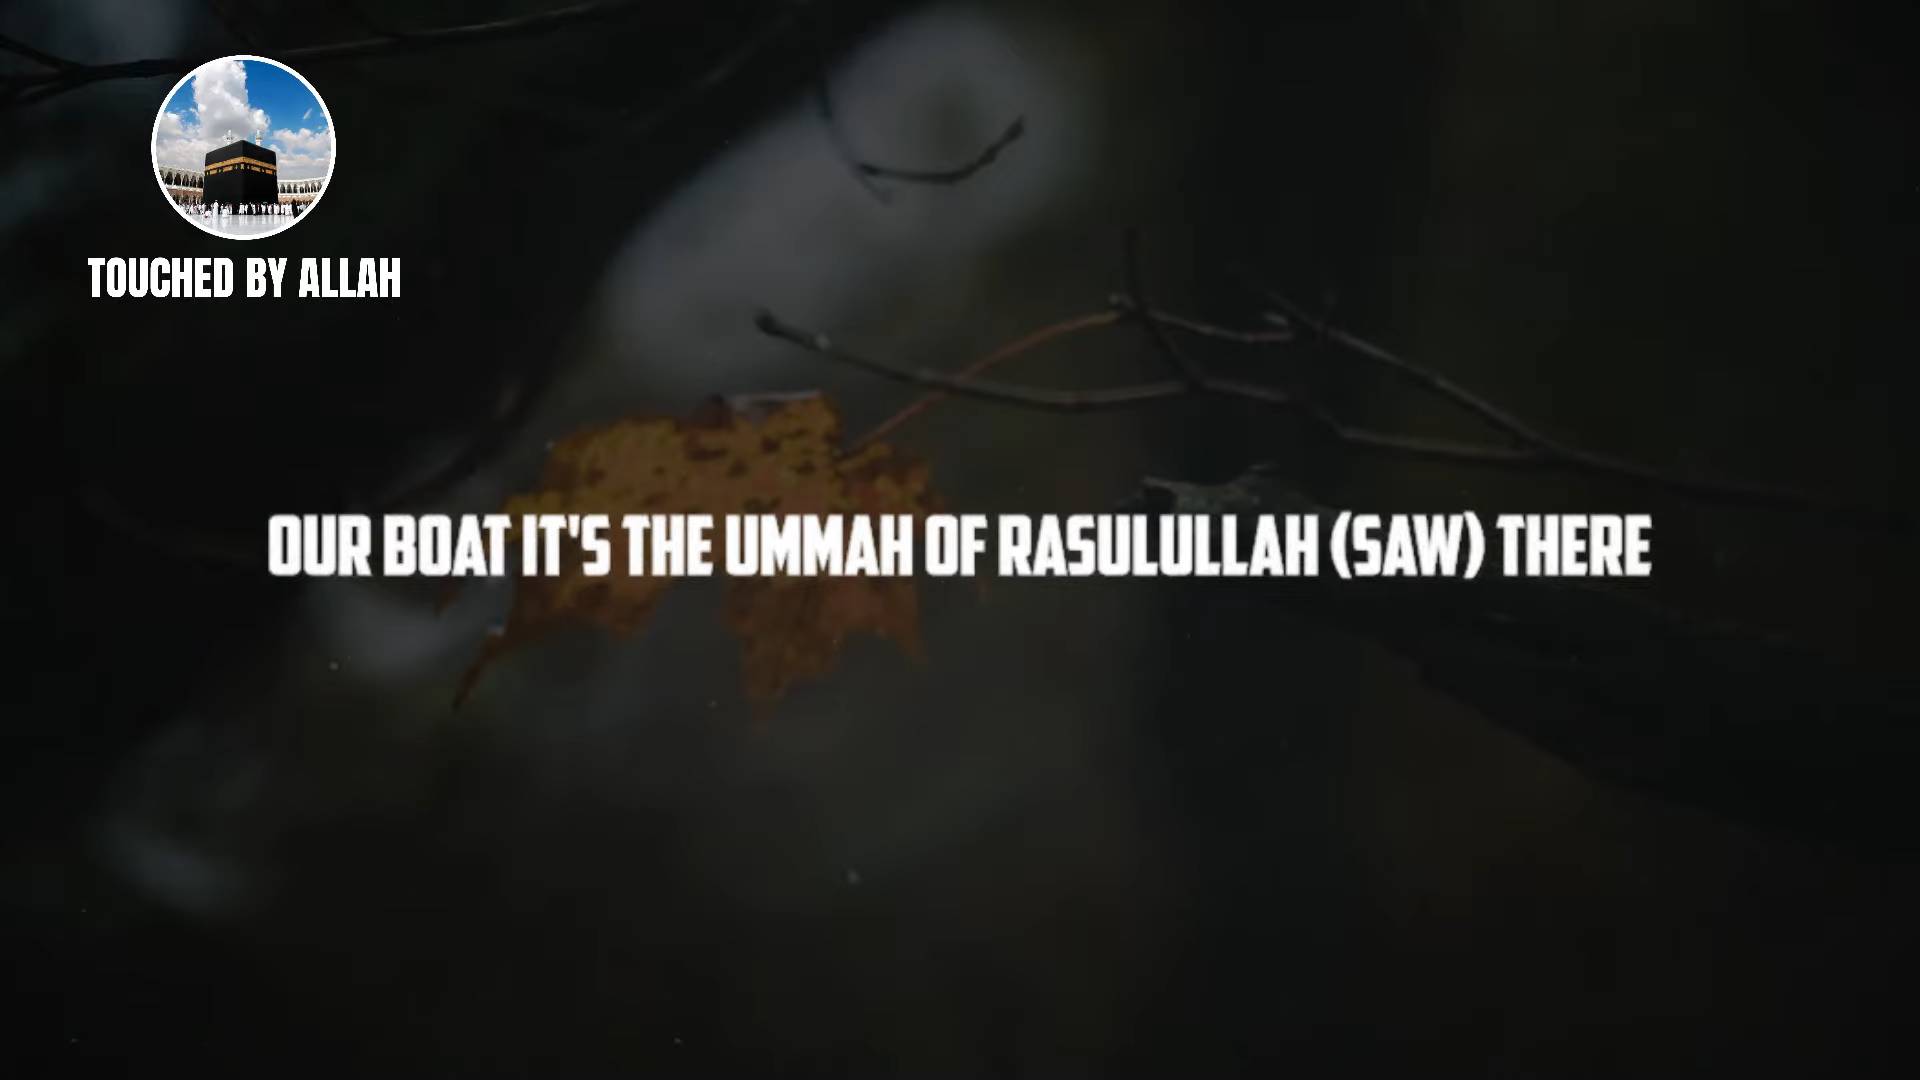 TOUCHED BY ALLAH
OUR BOAT IT'S THE UMMAH OF RASULULLAH (SAW) THERE